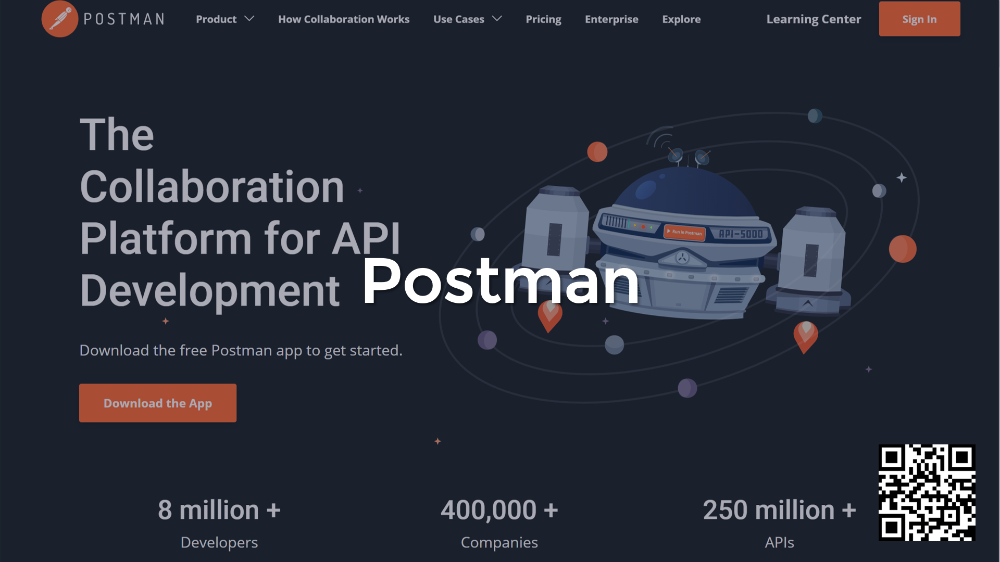 POSTMAN
Product
How Collaboration Works
Use Cases
Pricing
Enterprise
Explore
Learning Center
Sign In
The
Collaboration
Platform for API
Development
Download the free Postman app to get started.
Download the App
Run in Postman
API-5000
Postman
8 million +
Developers
400,000 +
Companies
250 million +
APIs